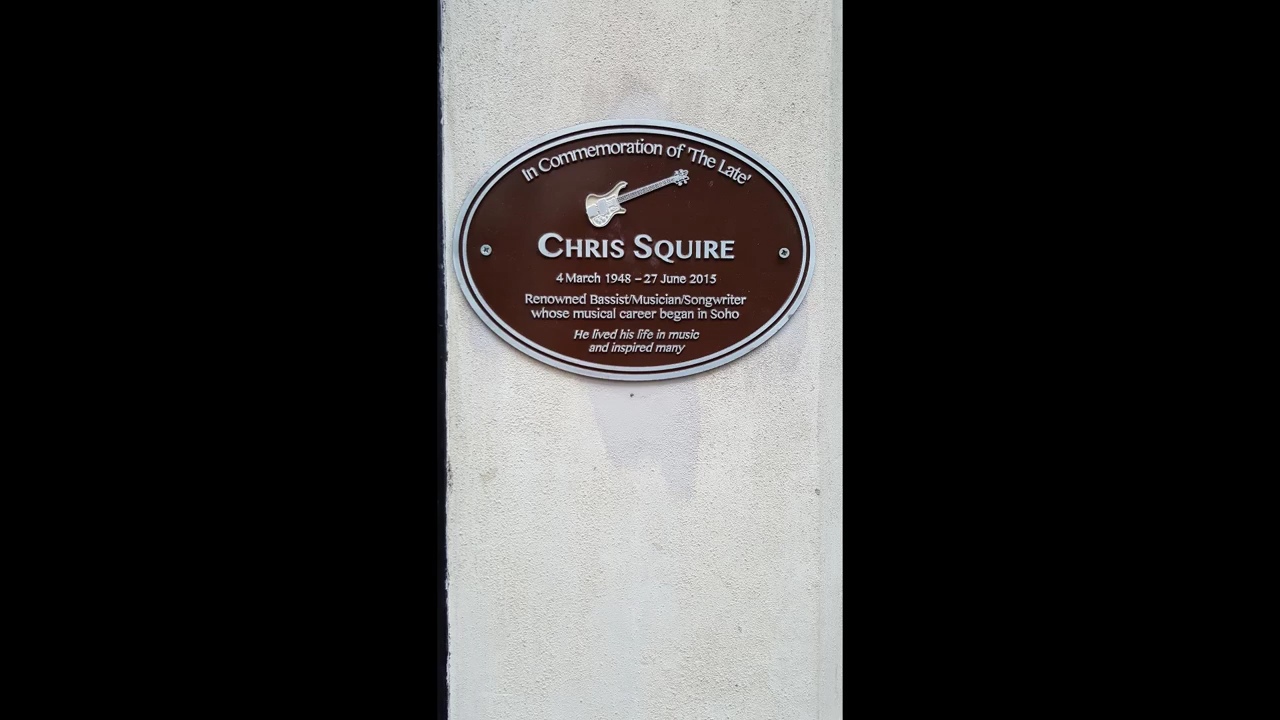 In Commemoration of 'The Late'
CHRIS SQUIRE
4 March 1948 – 27 June 2015
Renowned Bassist/Musician/Songwriter
whose musical career began in Soho
He lived his life in music
and inspired many